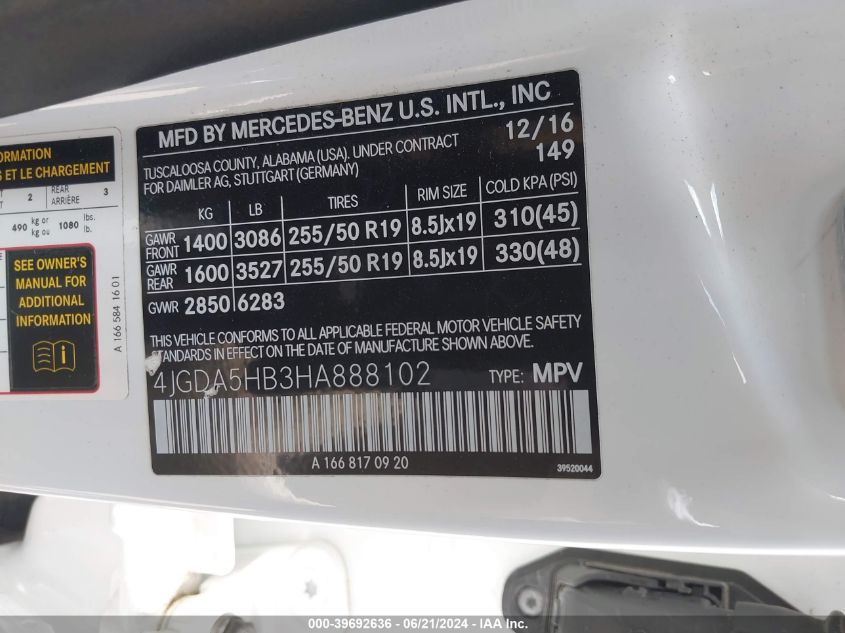 MFD BY MERCEDES-BENZ U.S. INTL., INC
TUSCALOOSA COUNTY, ALABAMA (USA). UNDER CONTRACT
FOR DAIMLER AG, STUTTGART (GERMANY)
12/16
149
KG LB TIRES RIM SIZE COLD KPA (PSI)
GAWR FRONT 1400 3086 255/50 R19 8.5Jx19 310(45)
GAWR REAR 1600 3527 255/50 R19 8.5Jx19 330(48)
GVWR 2850 6283
THIS VEHICLE CONFORMS TO ALL APPLICABLE FEDERAL MOTOR VEHICLE SAFETY
STANDARDS IN EFFECT ON THE DATE OF MANUFACTURE SHOWN ABOVE.
4JGDA5HB3HA888102 TYPE: MPV
A 166 817 09 20
39520044
ET LE CHARGEMENT
2 REAR ARRIÈRE 3
490 kg or kg ou 1080 lbs. lb.
SEE OWNER'S
MANUAL FOR
ADDITIONAL
INFORMATION
A 166 584 16 01
000-39692636 - 06/21/2024 - IAA Inc.